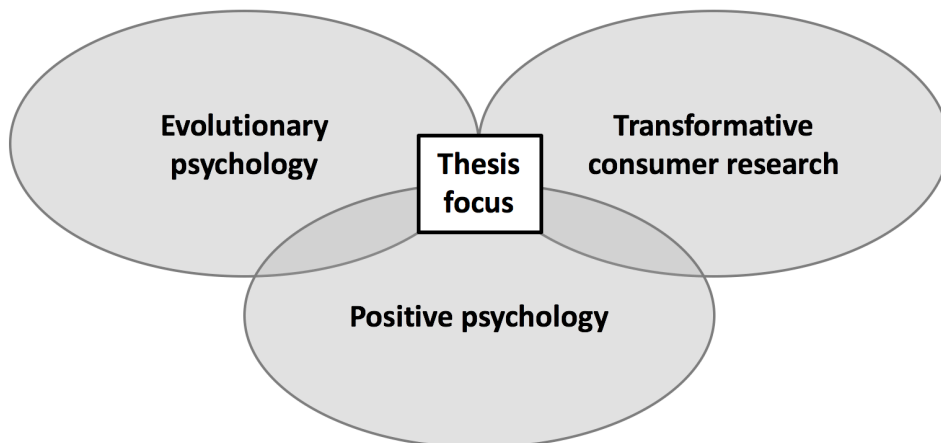 Evolutionary
psychology
Transformative
consumer research
Thesis
focus
Positive psychology